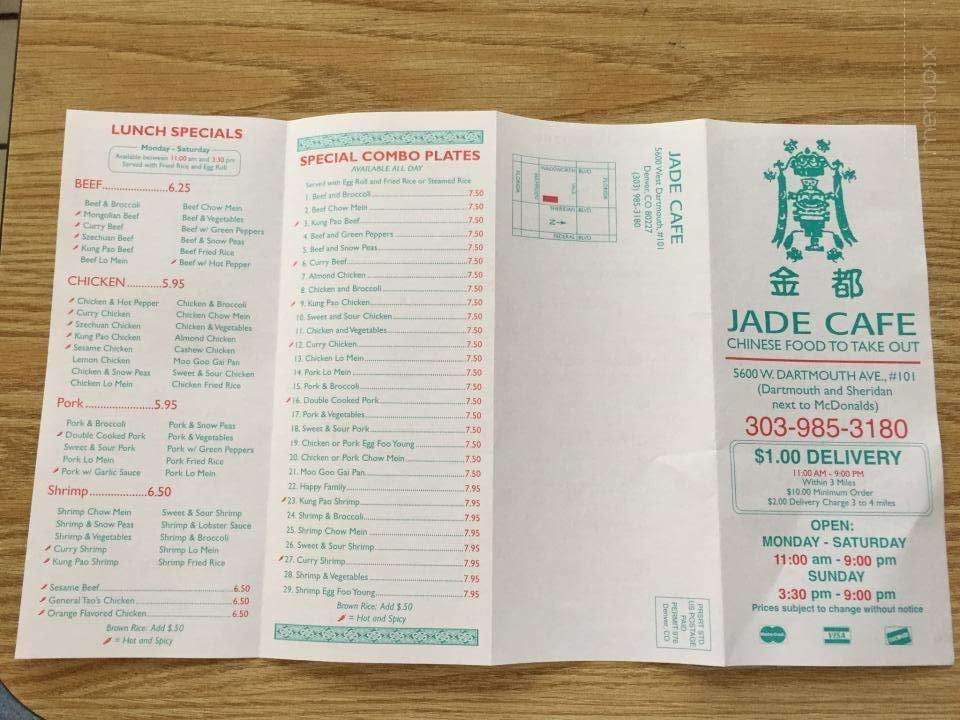 LUNCH SPECIALS
Monday - Saturday
Available between 11:00 am and 3:30 pm
Served with Fried Rice and Egg Roll
BEEF...................6.25
Beef & Broccoli
Mongolian Beef
Curry Beef
Szechuan Beef
Kung Pao Beef
Beef Lo Mein
Beef Chow Mein
Beef & Vegetables
Beef w/ Green Peppers
Beef & Snow Peas
Beef Fried Rice
Beef w/ Hot Pepper
CHICKEN...........5.95
Chicken & Hot Pepper
Curry Chicken
Szechuan Chicken
Kung Pao Chicken
Sesame Chicken
Lemon Chicken
Chicken & Snow Peas
Chicken Lo Mein
Chicken & Broccoli
Chicken Chow Mein
Chicken & Vegetables
Almond Chicken
Cashew Chicken
Moo Goo Gai Pan
Sweet & Sour Chicken
Chicken Fried Rice
Pork....................5.95
Pork & Broccoli
Double Cooked Pork
Sweet & Sour Pork
Pork Lo Mein
Pork w/ Garlic Sauce
Pork & Snow Peas
Pork & Vegetables
Pork w/ Green Peppers
Pork Fried Rice
Pork Lo Mein
Shrimp................6.50
Shrimp Chow Mein
Shrimp & Snow Peas
Shrimp & Vegetables
Curry Shrimp
Kung Pao Shrimp
Sweet & Sour Shrimp
Shrimp & Lobster Sauce
Shrimp & Broccoli
Shrimp Lo Mein
Shrimp Fried Rice
Sesame Beef.....6.50
General Tao's Chicken.....6.50
Orange Flavored Chicken.....6.50
Brown Rice: Add $.50
= Hot and Spicy
SPECIAL COMBO PLATES
AVAILABLE ALL DAY
Served with Egg Roll and Fried Rice or Steamed Rice
1. Beef and Broccoli.....7.50
2. Beef Chow Mein.....7.50
3. Kung Pao Beef.....7.50
4. Beef and Green Peppers.....7.50
5. Beef and Snow Peas.....7.50
6. Curry Beef.....7.50
7. Almond Chicken.....7.50
8. Chicken and Broccoli.....7.50
9. Kung Pao Chicken.....7.50
10. Sweet and Sour Chicken.....7.50
11. Chicken and Vegetables.....7.50
12. Curry Chicken.....7.50
13. Chicken Lo Mein.....7.50
14. Pork Lo Mein.....7.50
15. Pork & Broccoli.....7.50
16. Double Cooked Pork.....7.50
17. Pork & Vegetables.....7.50
18. Sweet & Sour Pork.....7.50
19. Chicken or Pork Egg Foo Young.....7.50
20. Chicken or Pork Chow Mein.....7.50
21. Moo Goo Gai Pan.....7.50
22. Happy Family.....7.95
23. Kung Pao Shrimp.....7.95
24. Shrimp & Broccoli.....7.95
25. Shrimp Chow Mein.....7.95
26. Sweet & Sour Shrimp.....7.95
27. Curry Shrimp.....7.95
28. Shrimp & Vegetables.....7.95
29. Shrimp Egg Foo Young.....7.95
Brown Rice: Add $.50
= Hot and Spicy
JADE CAFE
5600 West Dartmouth, #101
Denver, CO 80227
(303) 985-3180
WADSWORTH BLVD.
FLORIDA
FLORIDA
SHERIDAN BLVD.
FEDERAL BLVD.
N
PRSRT STD
US POSTAGE
PAID
PERMIT 976
Denver, CO
金都
JADE CAFE
CHINESE FOOD TO TAKE OUT
5600 W. DARTMOUTH AVE., #101
(Dartmouth and Sheridan
next to McDonalds)
303-985-3180
$1.00 DELIVERY
11:00 AM - 9:00 PM
Within 3 Miles
$10.00 Minimum Order
$2.00 Delivery Charge 3 to 4 miles
OPEN:
MONDAY - SATURDAY
11:00 am - 9:00 pm
SUNDAY
3:30 pm - 9:00 pm
Prices subject to change without notice
MasterCard
VISA
menupix